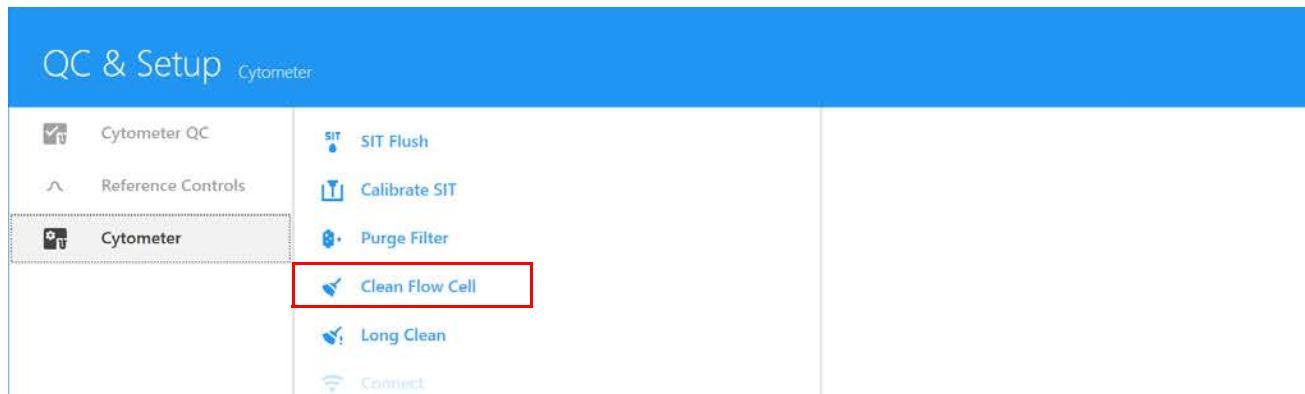 QC & Setup Cytometer
Cytometer QC
Reference Controls
Cytometer
SIT
SIT Flush
Calibrate SIT
Purge Filter
Clean Flow Cell
Long Clean
Connect